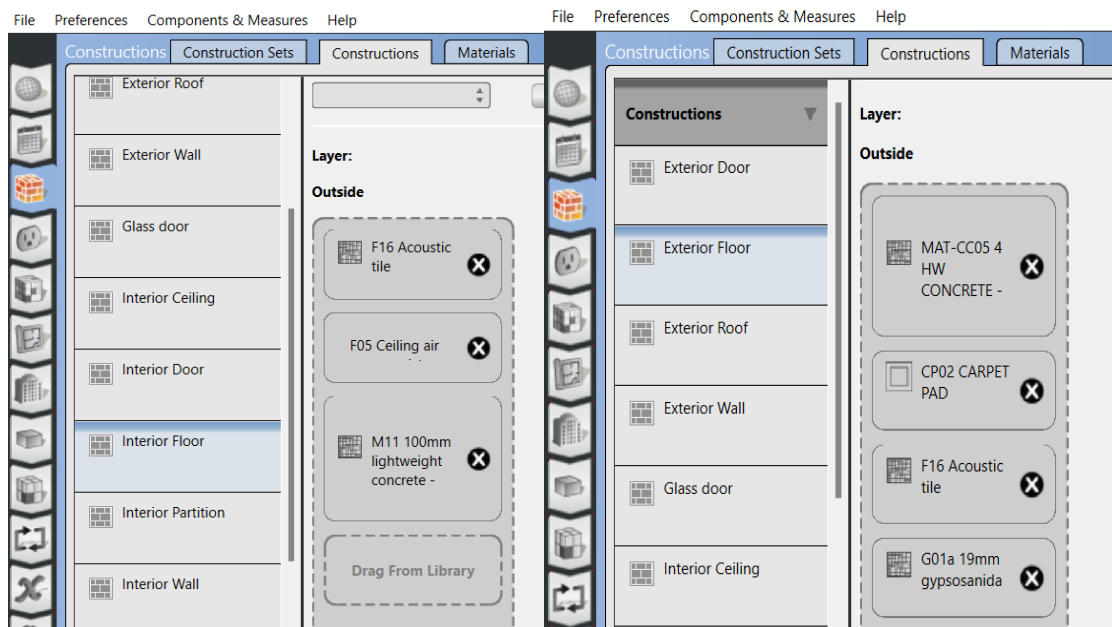 File Preferences Components & Measures Help
Constructions Construction Sets Constructions Materials
Exterior Roof
Exterior Wall
Glass door
Interior Ceiling
Interior Door
Interior Floor
Interior Partition
Interior Wall
Layer:
Outside
F16 Acoustic
tile
F05 Ceiling air
M11 100mm
lightweight
concrete -
Drag From Library
File Preferences Components & Measures Help
Constructions Construction Sets Constructions Materials
Constructions
Exterior Door
Exterior Floor
Exterior Roof
Exterior Wall
Glass door
Interior Ceiling
Layer:
Outside
MAT-CC05 4
HW
CONCRETE -
CP02 CARPET
PAD
F16 Acoustic
tile
G01a 19mm
gypsosanida